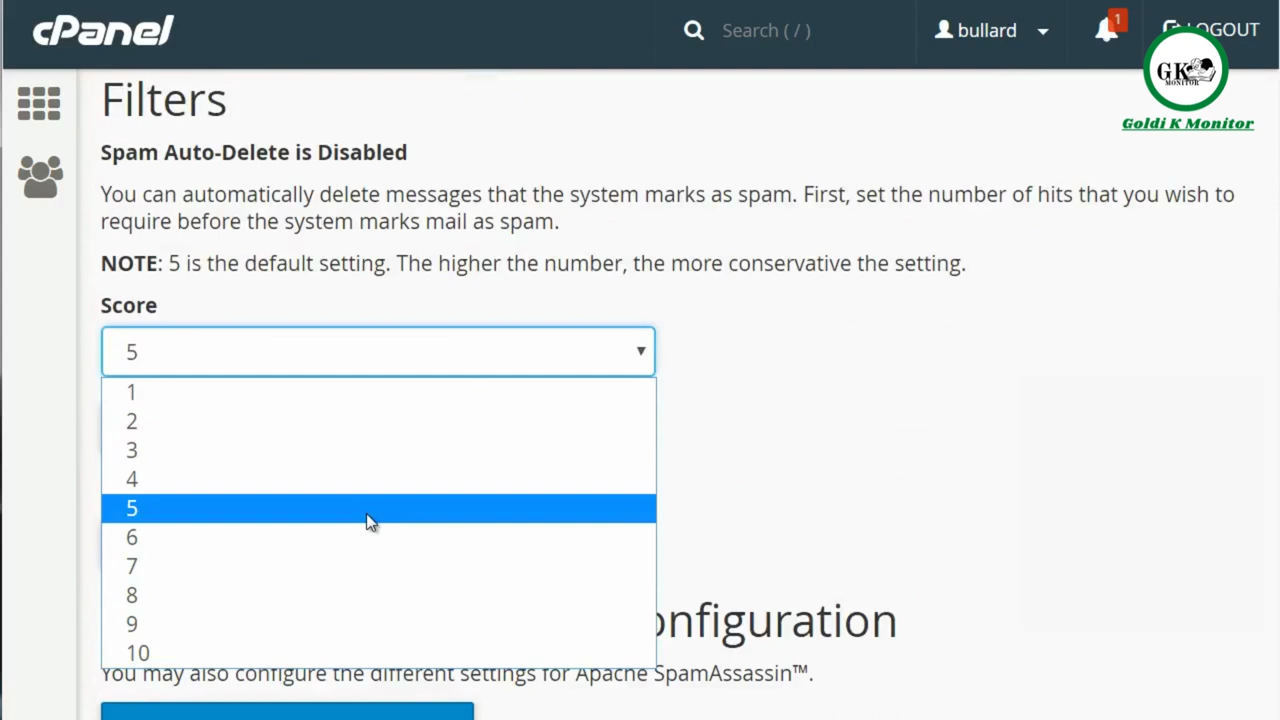 cPanel
Search ( / )
bullard
1
LOGOUT
GK
MONITOR
Goldi K Monitor
Filters
Spam Auto-Delete is Disabled
You can automatically delete messages that the system marks as spam. First, set the number of hits that you wish to
require before the system marks mail as spam.
NOTE: 5 is the default setting. The higher the number, the more conservative the setting.
Score
5
1
2
3
4
5
6
7
8
9
10
onfiguration
You may also configure the different settings for Apache SpamAssassin™.